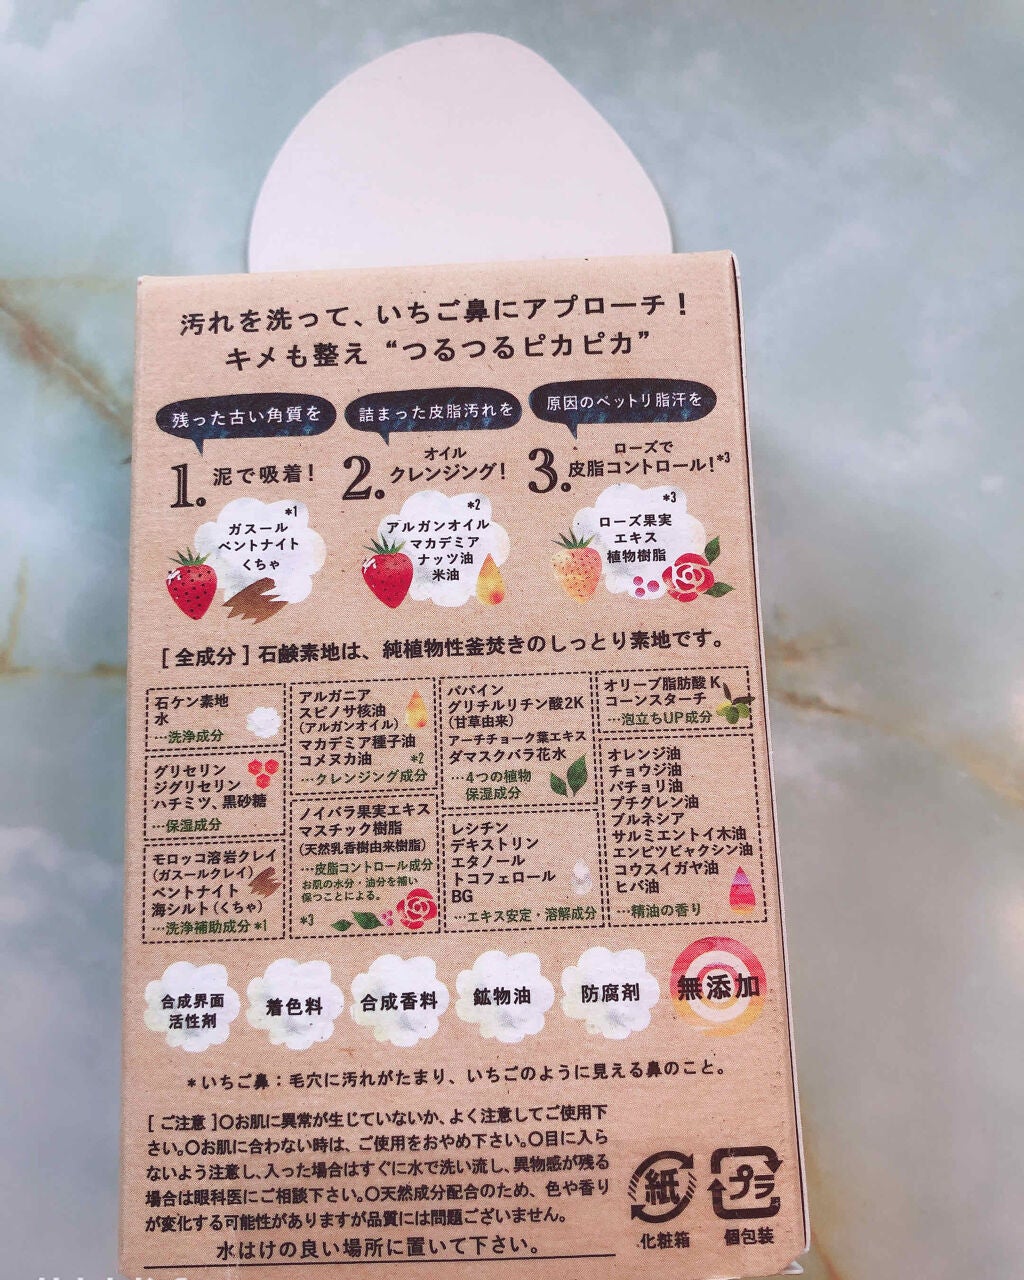 汚れを洗って、いちご鼻にアプローチ！
キメも整え“つるつるピカピカ”
残った古い角質を
1. 泥で吸着！
*1
ガスール
ベントナイト
くちゃ
詰まった皮脂汚れを
2. オイル
クレンジング！
*2
アルガンオイル
マカデミア
ナッツ油
米油
原因のベットリ脂汗を
3. ローズで
皮脂コントロール！*3
*3
ローズ果実
エキス
植物樹脂
［全成分］石鹸素地は、純植物性釜焚きのしっとり素地です。
石ケン素地
水
…洗浄成分
グリセリン
ジグリセリン
ハチミツ、黒砂糖
…保湿成分
モロッコ溶岩クレイ
（ガスールクレイ）
ベントナイト
海シルト（くちゃ）
…洗浄補助成分*1
アルガニア
スピノサ核油
（アルガンオイル）
マカデミア種子油
コメヌカ油 *2
…クレンジング成分
ノイバラ果実エキス
マスチック樹脂
（天然乳香樹由来樹脂）
…皮脂コントロール成分
お肌の水分・油分を補い
保つことによる。
*3
パパイン
グリチルリチン酸2K
（甘草由来）
アーチチョーク葉エキス
ダマスクバラ花水
…4つの植物
保湿成分
レシチン
デキストリン
エタノール
トコフェロール
BG
…エキス安定・溶解成分
オリーブ脂肪酸K
コーンスターチ
…泡立ちUP成分
オレンジ油
チョウジ油
パチョリ油
プチグレン油
ブルネシア
サルミエントイ木油
エンピツビャクシン油
コウスイガヤ油
ヒバ油
…精油の香り
合成界面
活性剤
着色料
合成香料
鉱物油
防腐剤
無添加
*いちご鼻：毛穴に汚れがたまり、いちごのように見える鼻のこと。
［ご注意］〇お肌に異常が生じていないか、よく注意してご使用下
さい。〇お肌に合わない時は、ご使用をおやめ下さい。〇目に入ら
ないよう注意し、入った場合はすぐに水で洗い流し、異物感が残る
場合は眼科医にご相談下さい。〇天然成分配合のため、色や香り
が変化する可能性がありますが品質には問題ございません。
水はけの良い場所に置いて下さい。
紙
化粧箱
プラ
個包装